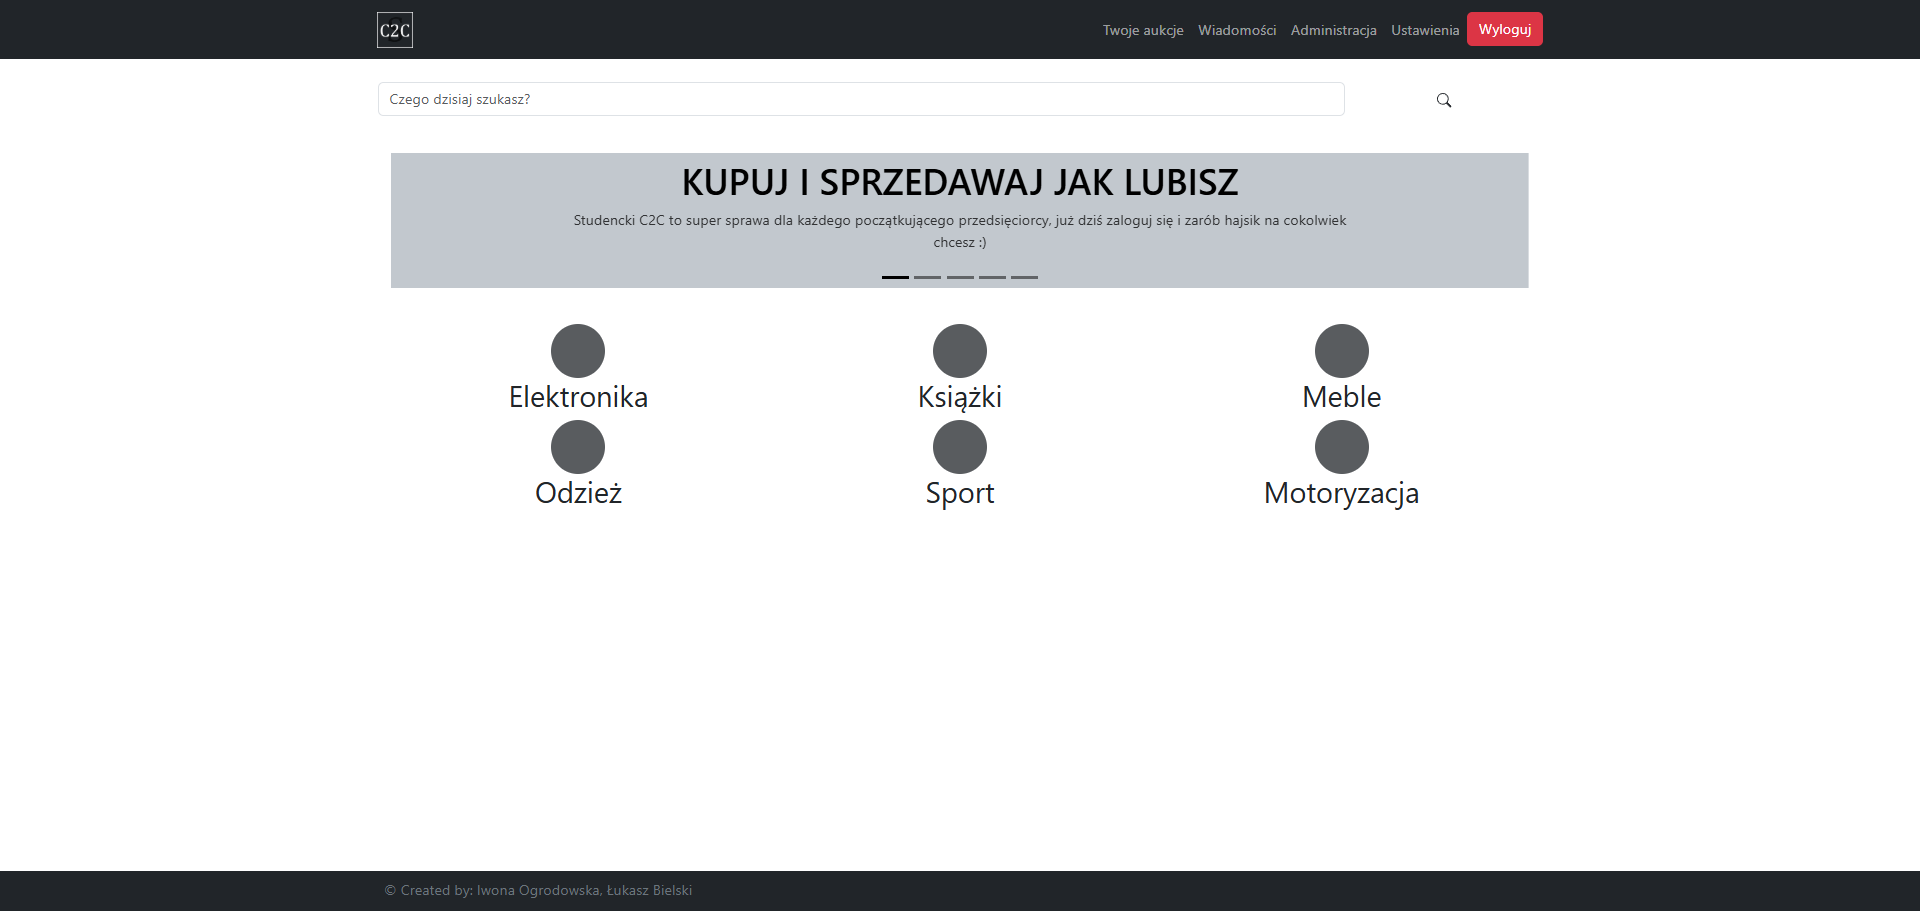 C2C
Twoje aukcje Wiadomości Administracja Ustawienia Wyloguj
Czego dzisiaj szukasz?
KUPUJ I SPRZEDAWAJ JAK LUBISZ
Studencki C2C to super sprawa dla każdego początkującego przedsięciorcy, już dziś zaloguj się i zarób hajsik na cokolwiek
chcesz :)
Elektronika Książki Meble
Odzież Sport Motoryzacja
© Created by: Iwona Ogrodowska, Łukasz Bielski